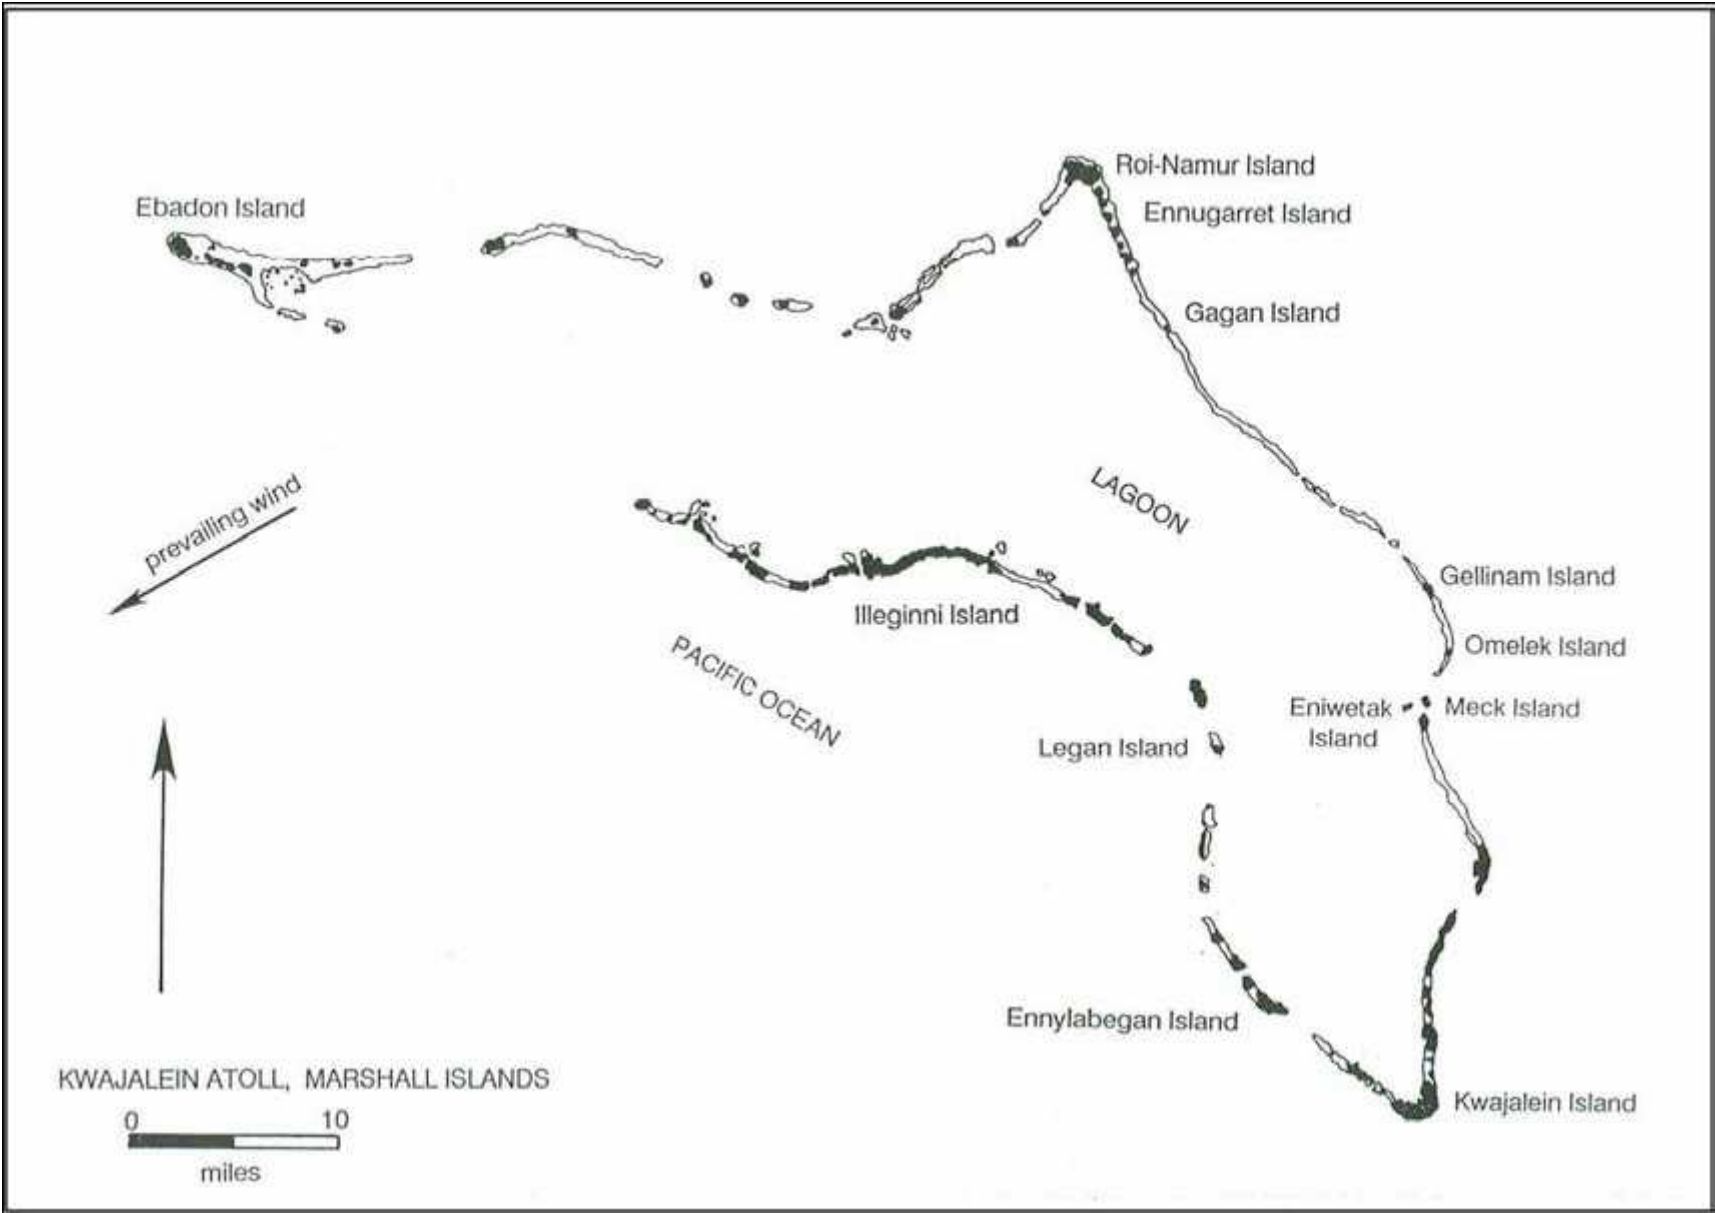 Roi-Namur Island
Ebadon Island
Ennugarret Island
Gagan Island
LAGOON
prevailing wind
Gellinam Island
Illeginni Island
Omelek Island
PACIFIC OCEAN
Eniwetak
Island
Meck Island
Legan Island
Ennylabegan Island
KWAJALEIN ATOLL, MARSHALL ISLANDS
Kwajalein Island
0 10
miles